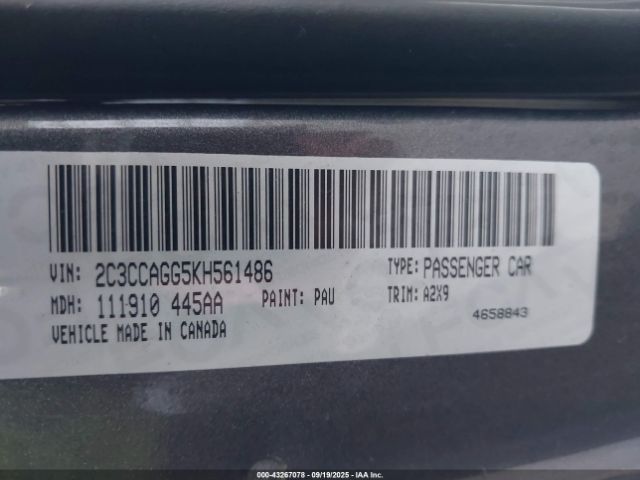 VIN: 2C3CCAGG5KH561486 TYPE: PASSENGER CAR
MDH: 111910 445AA PAINT: PAU TRIM: A2X9
VEHICLE MADE IN CANADA 4658843
000-43267078 - 09/19/2025 - IAA Inc.